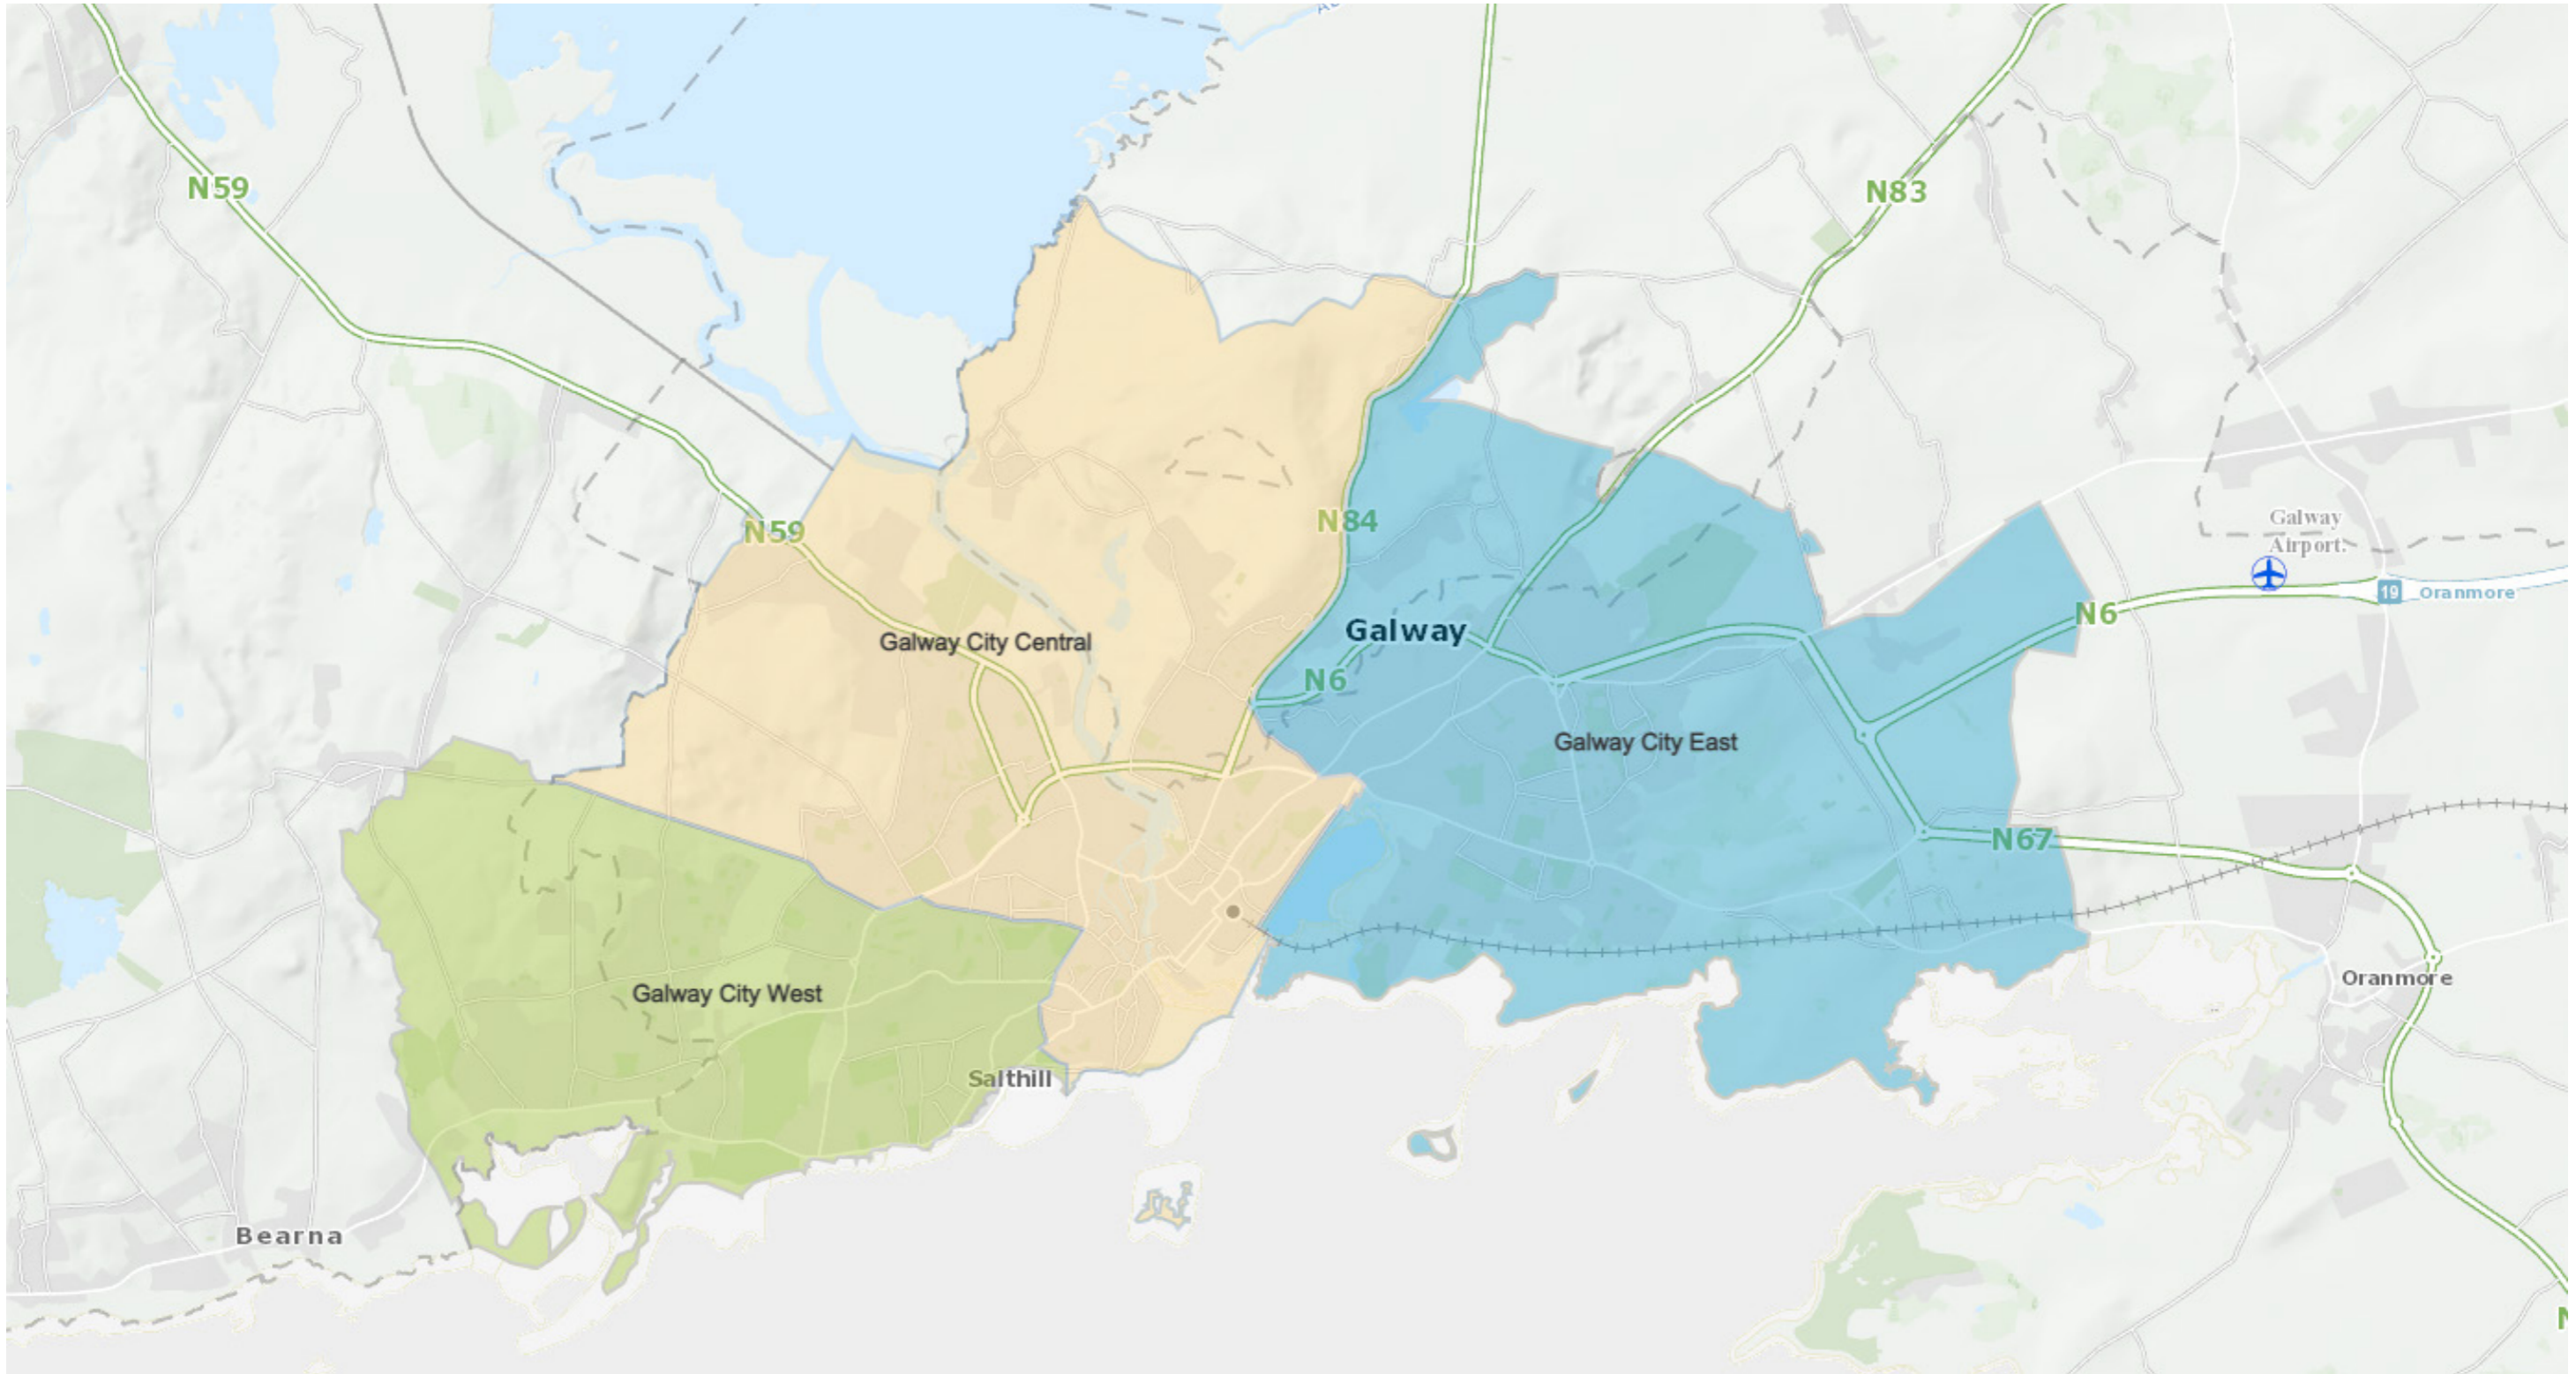 N59
N83
Galway
Airport.
N84
N59
19 Oranmore
N6
Galway
Galway City Central
N6
Galway City East
N67
Oranmore
Galway City West
Salthill
Bearna